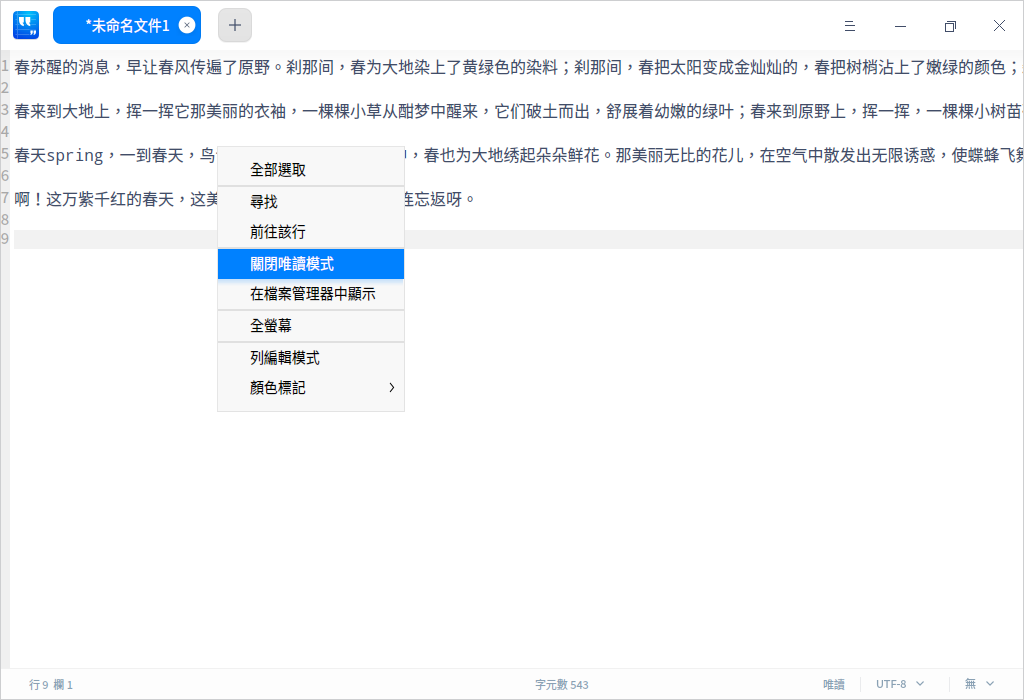 *未命名文件1
1 春苏醒的消息，早让春风传遍了原野。刹那间，春为大地染上了黄绿色的染料；刹那间，春把太阳变成金灿灿的，春把树梢沾上了嫩绿的颜色；
2
3 春来到大地上，挥一挥它那美丽的衣袖，一棵棵小草从酣梦中醒来，它们破土而出，舒展着幼嫩的绿叶；春来到原野上，挥一挥，一棵棵小树苗
4
5 春天spring，一到春天，鸟 ，春也为大地绣起朵朵鲜花。那美丽无比的花儿，在空气中散发出无限诱惑，使蝶蜂飞舞
6
7 啊！这万紫千红的春天，这美 连忘返呀。
8
9
全部選取
尋找
前往該行
關閉唯讀模式
在檔案管理器中顯示
全螢幕
列編輯模式
顏色標記
行 9 欄 1
字元數 543
唯讀
UTF-8
無